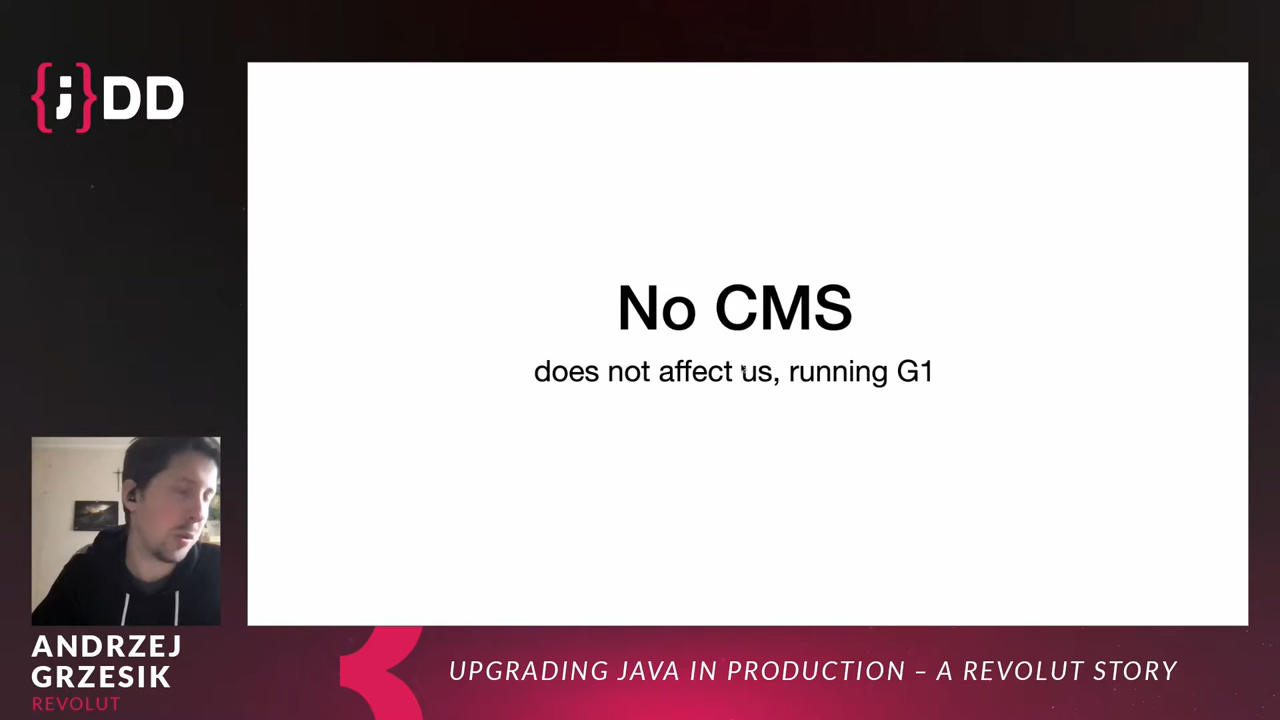 {;}DD
No CMS
does not affect us, running G1
ANDRZEJ
GRZESIK
REVOLUT
UPGRADING JAVA IN PRODUCTION – A REVOLUT STORY